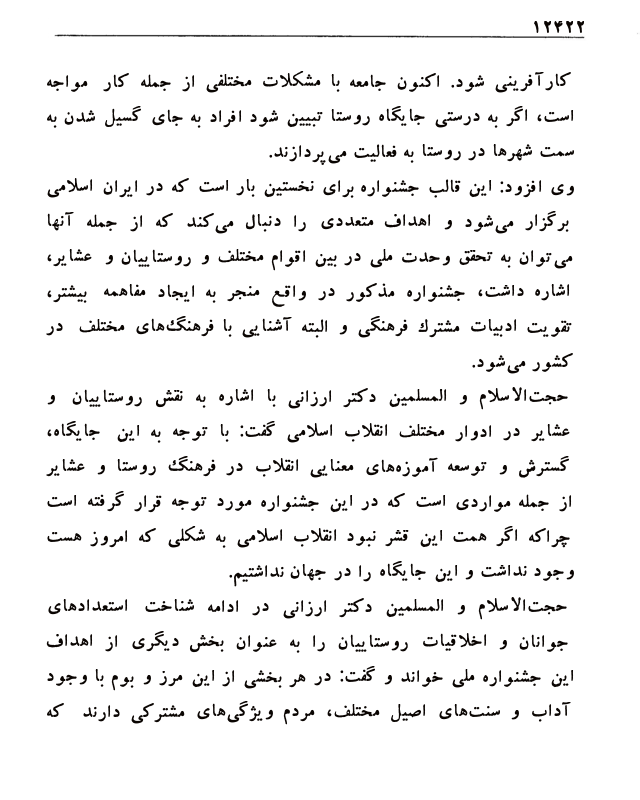 ۱۲۴۲۲
کارآفرینی شود. اکنون جامعه با مشکلات مختلفی از جمله کار مواجه
است، اگر به درستی جایگاه روستا تبیین شود افراد به جای گسیل شدن به
سمت شهرها در روستا به فعالیت می‌پردازند.
وی افزود: این قالب جشنواره برای نخستین بار است که در ایران اسلامی
برگزار می‌شود و اهداف متعددی را دنبال می‌کند که از جمله آنها
می‌توان به تحقق وحدت ملی در بین اقوام مختلف و روستاییان و عشایر،
اشاره داشت، جشنواره مذکور در واقع منجر به ایجاد مفاهمه بیشتر،
تقویت ادبیات مشترك فرهنگی و البته آشنایی با فرهنگ‌های مختلف در
کشور می‌شود.
حجت‌الاسلام و المسلمین دکتر ارزانی با اشاره به نقش روستاییان و
عشایر در ادوار مختلف انقلاب اسلامی گفت: با توجه به این جایگاه،
گسترش و توسعه آموزه‌های معنایی انقلاب در فرهنگ روستا و عشایر
از جمله مواردی است که در این جشنواره مورد توجه قرار گرفته است
چراکه اگر همت این قشر نبود انقلاب اسلامی به شکلی که امروز هست
وجود نداشت و این جایگاه را در جهان نداشتیم.
حجت‌الاسلام و المسلمین دکتر ارزانی در ادامه شناخت استعدادهای
جوانان و اخلاقیات روستاییان را به عنوان بخش دیگری از اهداف
این جشنواره ملی خواند و گفت: در هر بخشی از این مرز و بوم با وجود
آداب و سنت‌های اصیل مختلف، مردم ویژگی‌های مشترکی دارند که